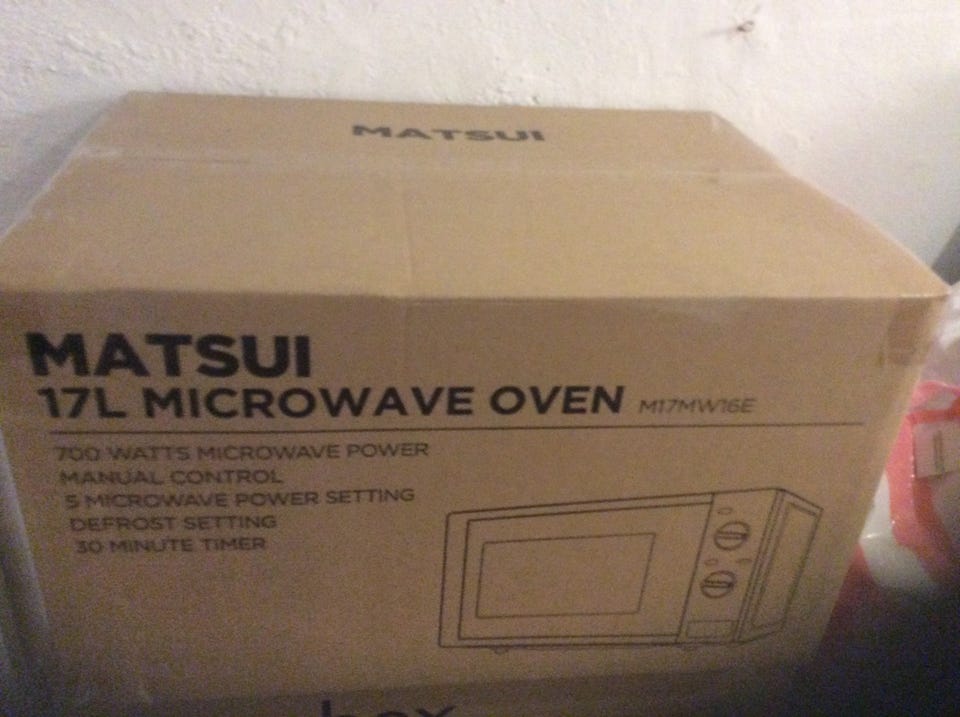 MATSUI
MATSUI
17L MICROWAVE OVEN M17MW16E
700 WATTS MICROWAVE POWER
MANUAL CONTROL
5 MICROWAVE POWER SETTING
DEFROST SETTING
30 MINUTE TIMER
box